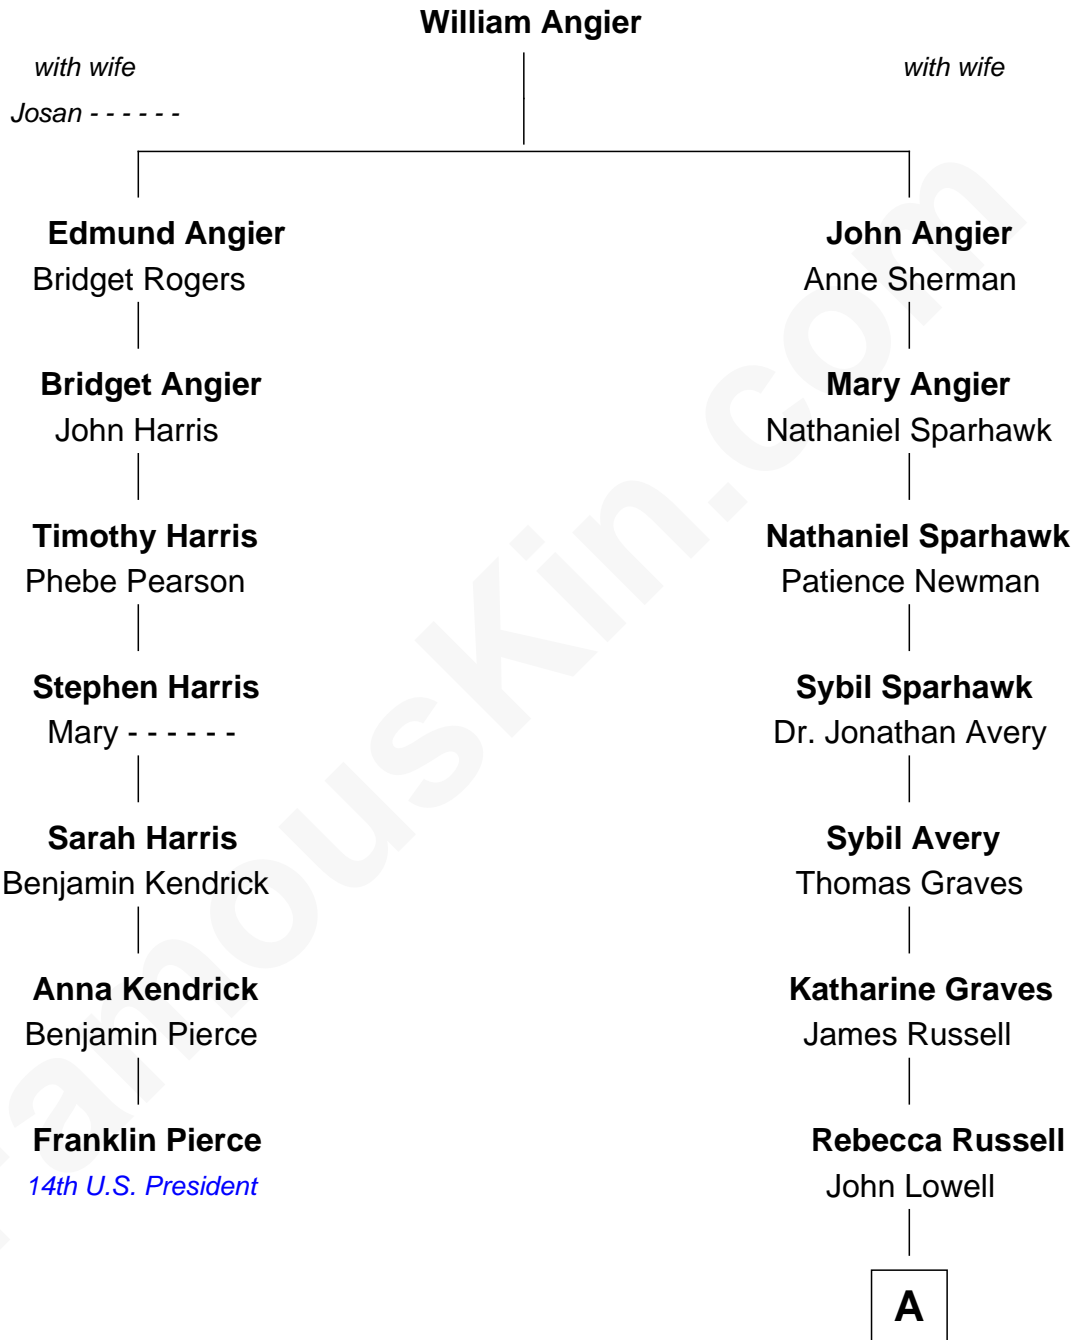 William Angier
with wife
with wife
Josan - - - - - -
Edmund Angier
John Angier
Bridget Rogers
Anne Sherman
Bridget Angier
Mary Angier
John Harris
Nathaniel Sparhawk
Timothy Harris
Nathaniel Sparhawk
Phebe Pearson
Patience Newman
Stephen Harris
Sybil Sparhawk
Mary - - - - - -
Dr. Jonathan Avery
Sarah Harris
Sybil Avery
Benjamin Kendrick
Thomas Graves
Anna Kendrick
Katharine Graves
Benjamin Pierce
James Russell
Franklin Pierce
Rebecca Russell
14th U.S. President
John Lowell
A
FamousKin.com